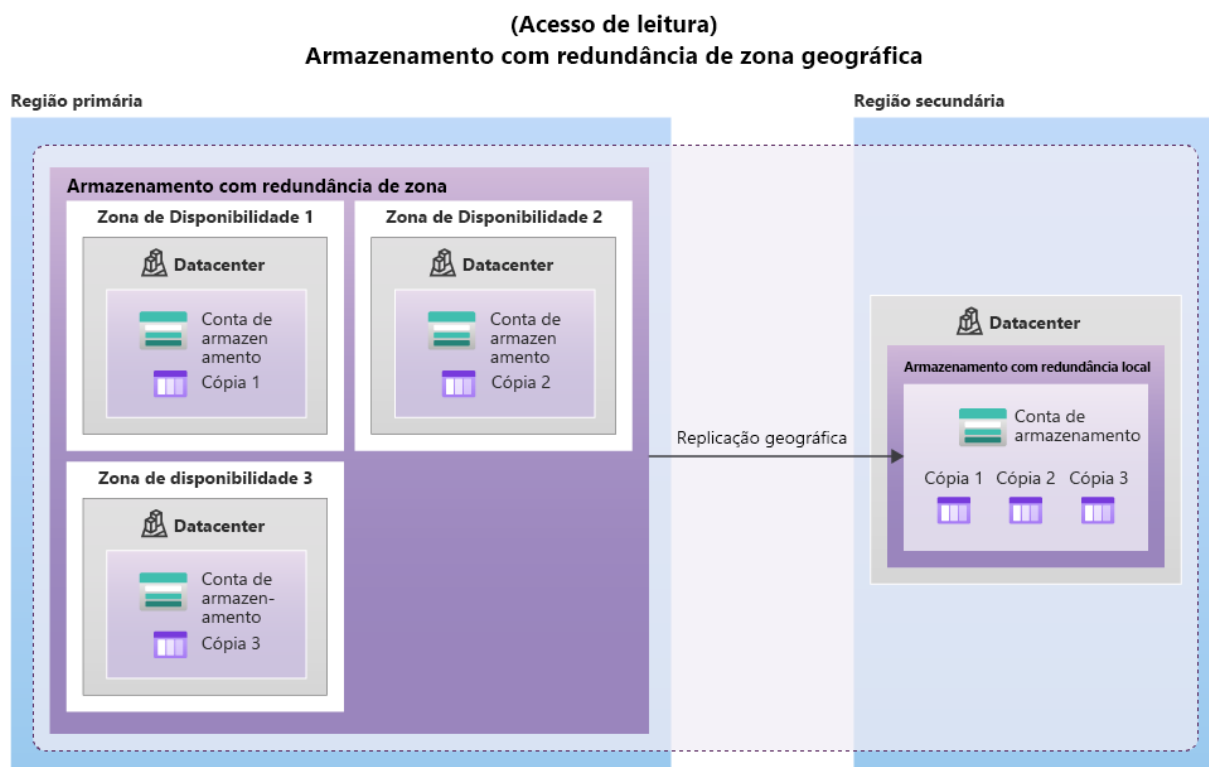 (Acesso de leitura)
Armazenamento com redundância de zona geográfica
Região primária
Armazenamento com redundância de zona
Zona de Disponibilidade 1
Datacenter
Conta de
armazen
amento
Cópia 1
Zona de Disponibilidade 2
Datacenter
Conta de
armazen
amento
Cópia 2
Zona de disponibilidade 3
Datacenter
Conta de
armazen-
amento
Cópia 3
Replicação geográfica
Região secundária
Datacenter
Armazenamento com redundância local
Conta de
armazenamento
Cópia 1 Cópia 2 Cópia 3